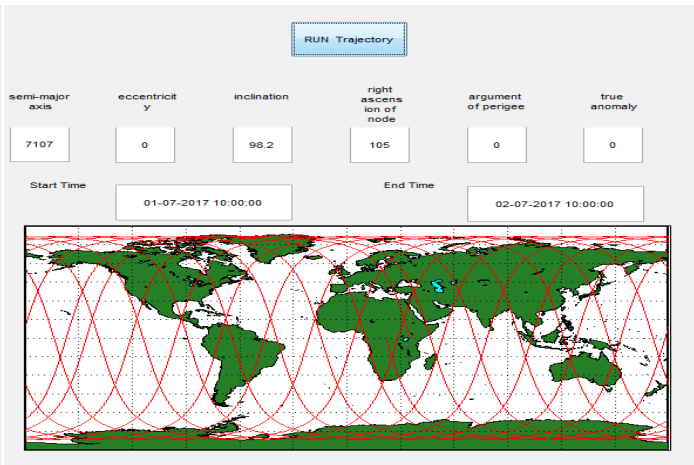 RUN Trajectory
semi-major
axis
eccentricit
y
inclination
right
ascens
ion of
node
argument
of perigee
true
anomaly
7107
0
98.2
105
0
0
Start Time
01-07-2017 10:00:00
End Time
02-07-2017 10:00:00